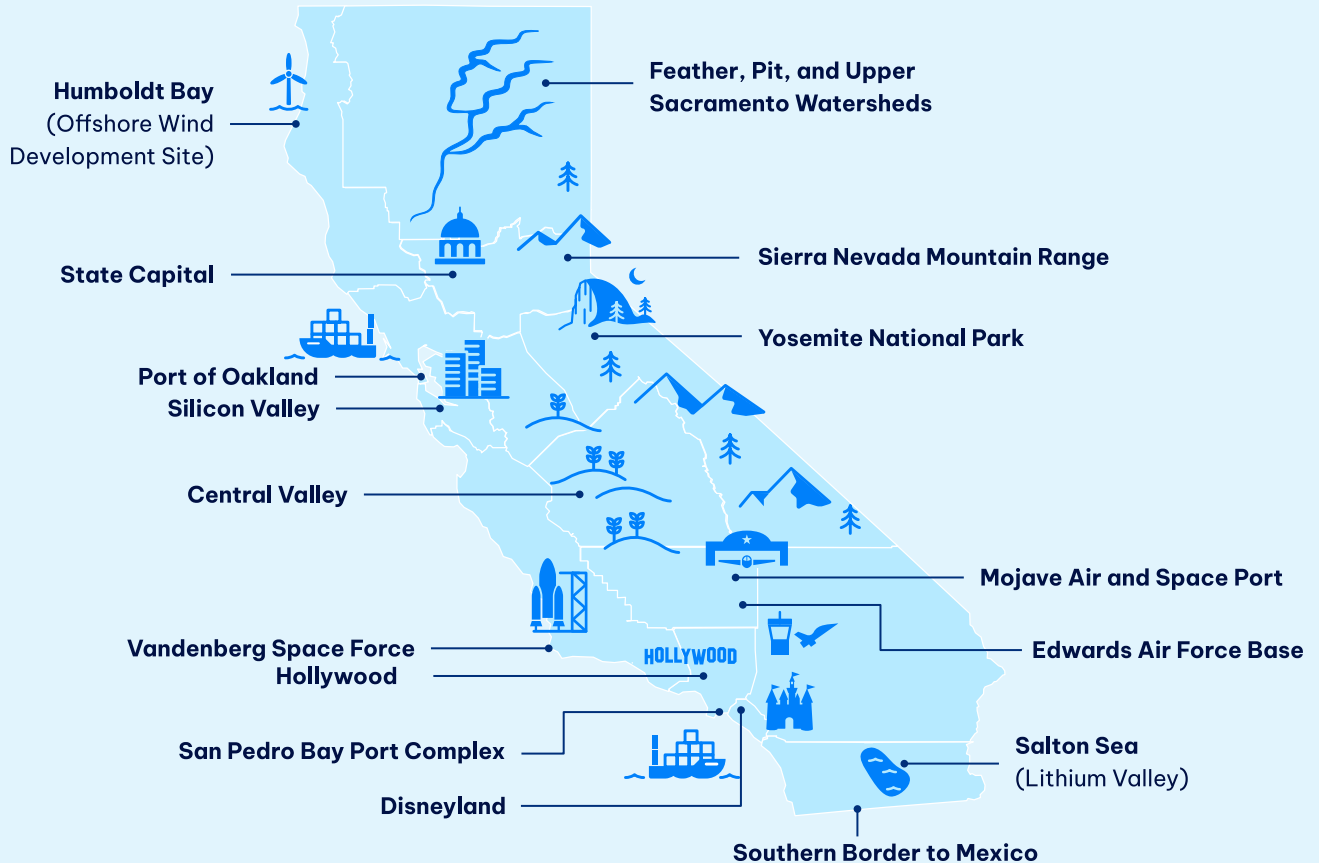 Humboldt Bay
(Offshore Wind
Development Site)
Feather, Pit, and Upper
Sacramento Watersheds
State Capital
Sierra Nevada Mountain Range
Yosemite National Park
Port of Oakland
Silicon Valley
Central Valley
Mojave Air and Space Port
Vandenberg Space Force
HOLLYWOOD
Edwards Air Force Base
Hollywood
San Pedro Bay Port Complex
Salton Sea
(Lithium Valley)
Disneyland
Southern Border to Mexico